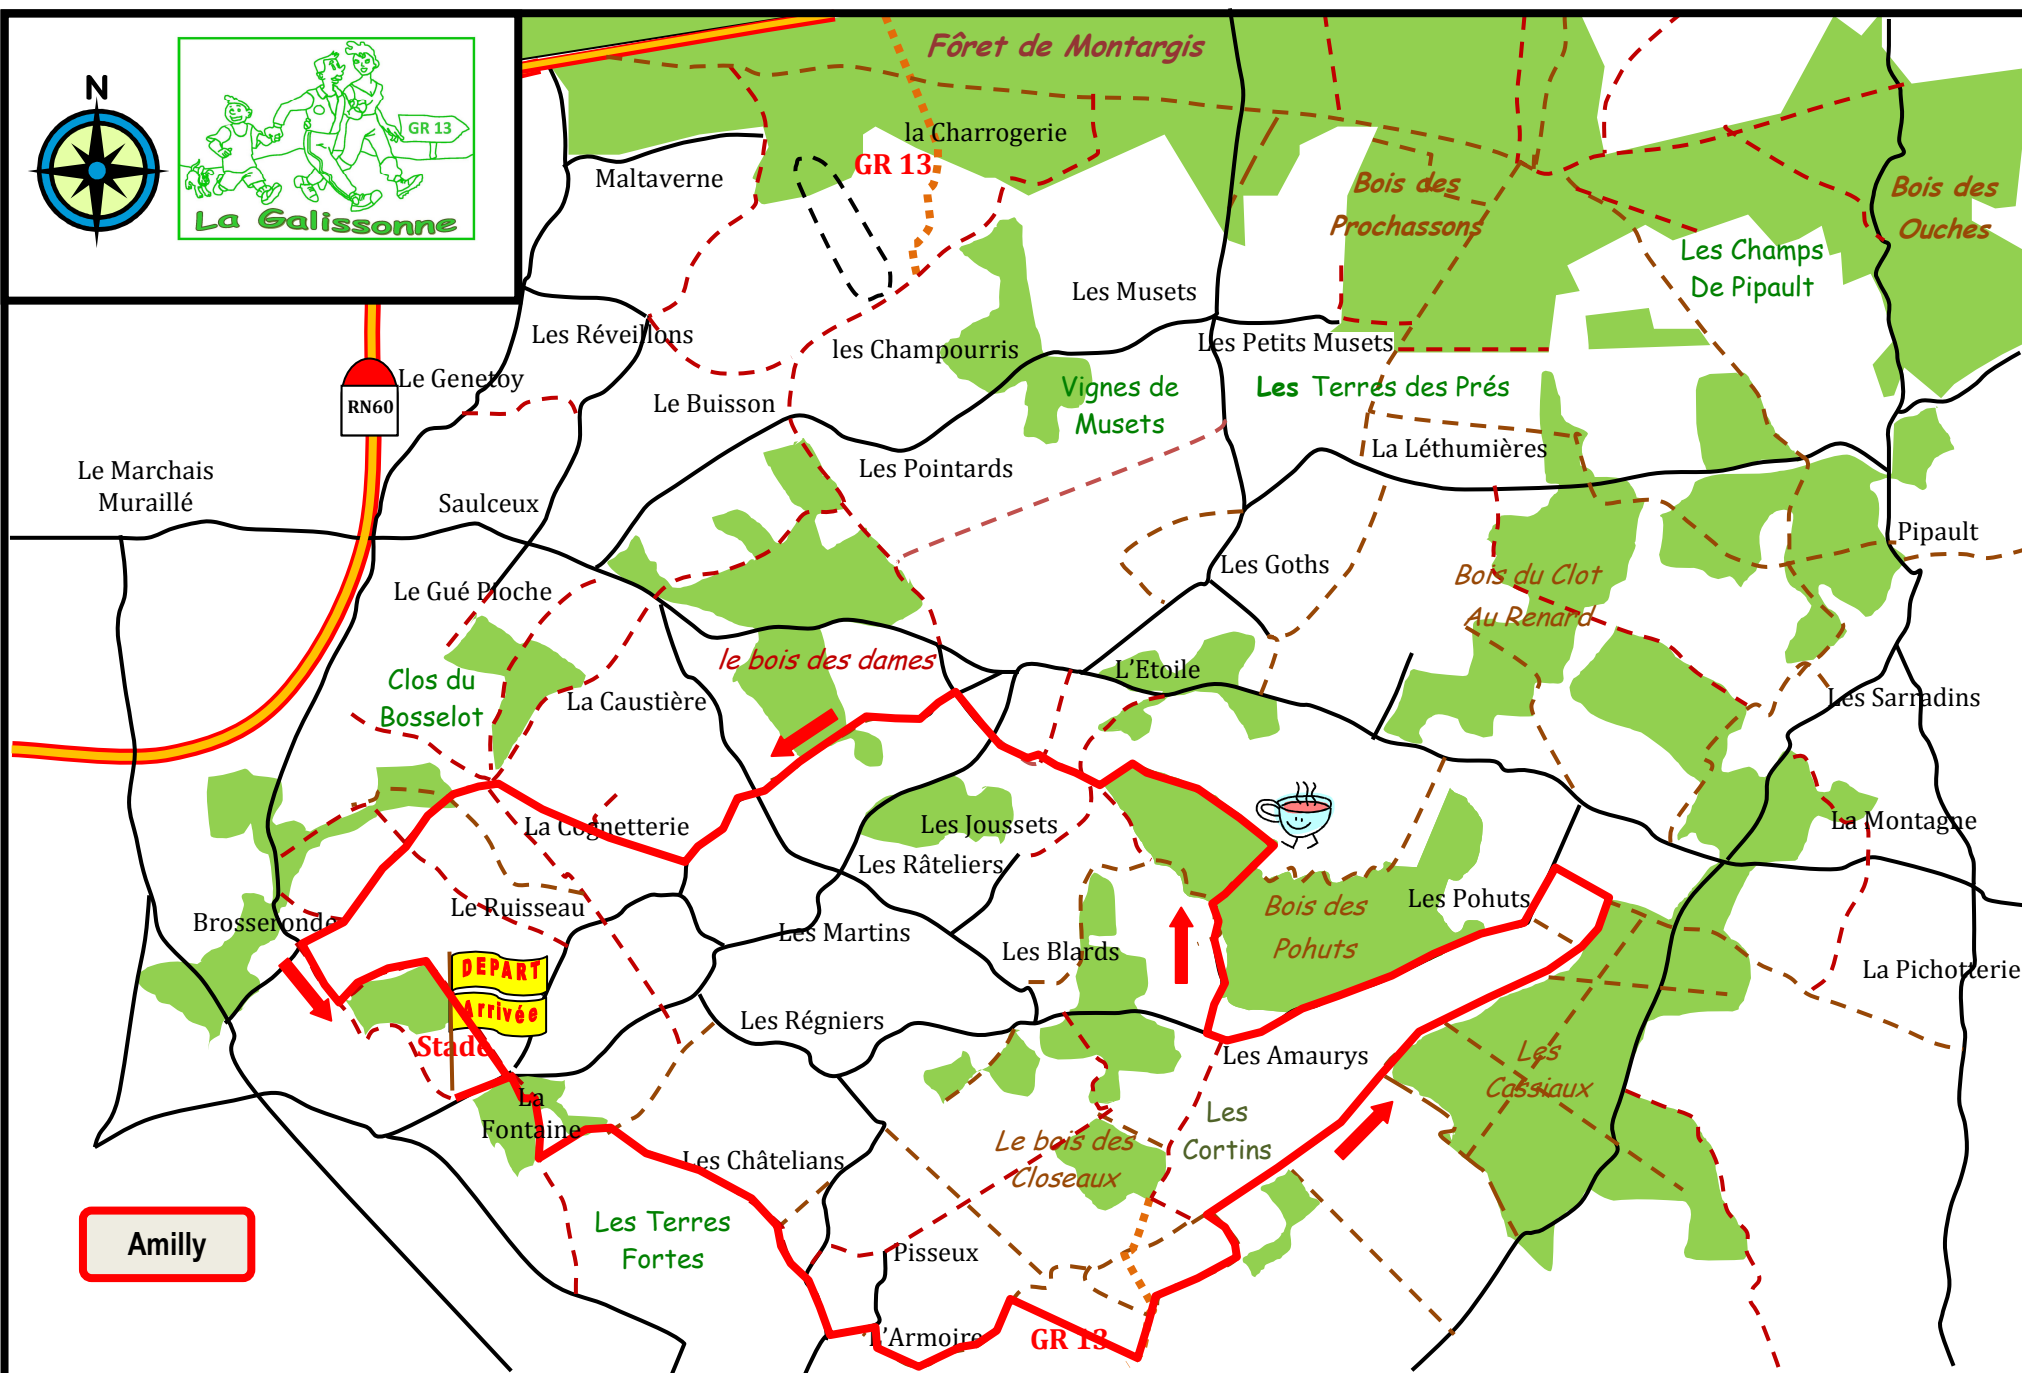 N
GR 13
La Galissonne
Fôret de Montargis
la Charrogerie
GR 13
Maltaverne
Bois des
Prochassons
Bois des
Ouches
Les Champs
De Pipault
Les Musets
Les Réveillons
les Champourris
Les Petits Musets
Le Genetoy
RN60
Le Buisson
Vignes de
Musets
Les Terres des Prés
Le Marchais
Muraillé
Saulceux
Les Pointards
La Léthumières
Pipault
Le Gué Pioche
Les Goths
Bois du Clot
Au Renard
le bois des dames
L'Etoile
Clos du
Bosselot
La Caustière
Les Sarradins
La Cognetterie
Les Joussets
La Montagne
Les Râteliers
Brosseronde
Le Ruisseau
Les Martins
Les Blards
Bois des
Pohuts
Les Pohuts
La Pichotterie
DEPART
Arrivée
Stade
Les Régniers
Les Amaurys
Les
Cassiaux
La
Fontaine
Les Châtelians
Le bois des
Closeaux
Les
Cortins
Les Terres
Fortes
Amilly
Pisseux
L'Armoire
GR 13